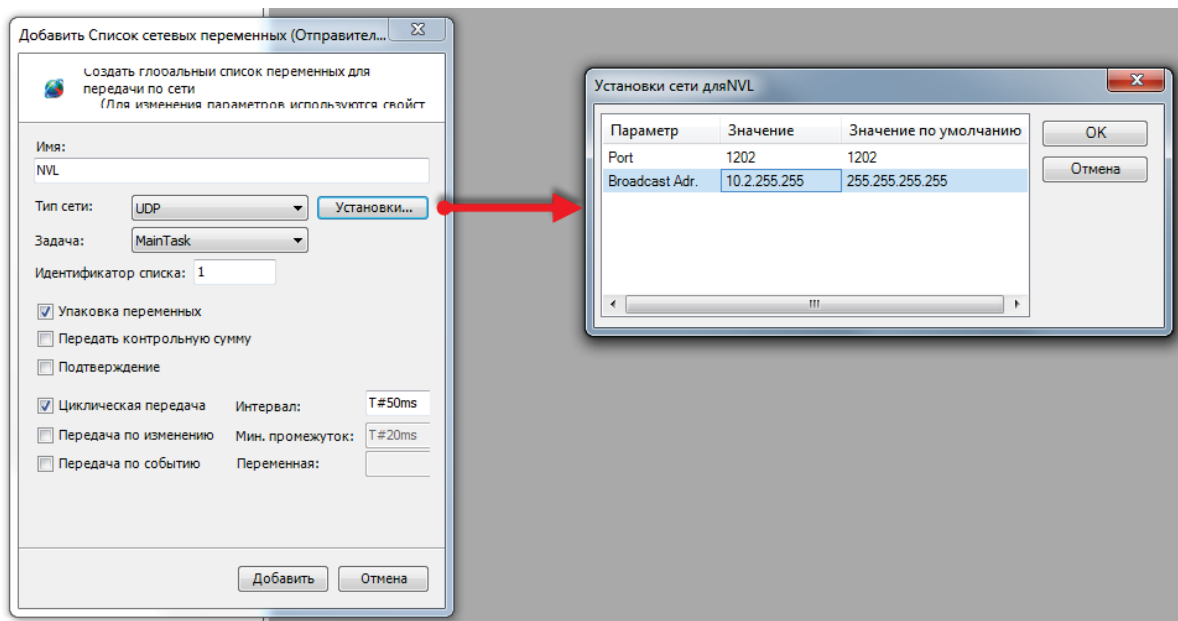 Добавить Список сетевых переменных (Отправител...
Создать глобальный список переменных для
передачи по сети
(Для изменения параметров используются свойст
Имя:
NVL
Тип сети: UDP Установки...
Задача: MainTask
Идентификатор списка: 1
Упаковка переменных
Передать контрольную сумму
Подтверждение
Циклическая передача Интервал: T#50ms
Передача по изменению Мин. промежуток: T#20ms
Передача по событию Переменная:
Добавить Отмена
Установки сети дляNVL
Параметр Значение Значение по умолчанию
Port 1202 1202
Broadcast Adr. 10.2.255.255 255.255.255.255
OK
Отмена